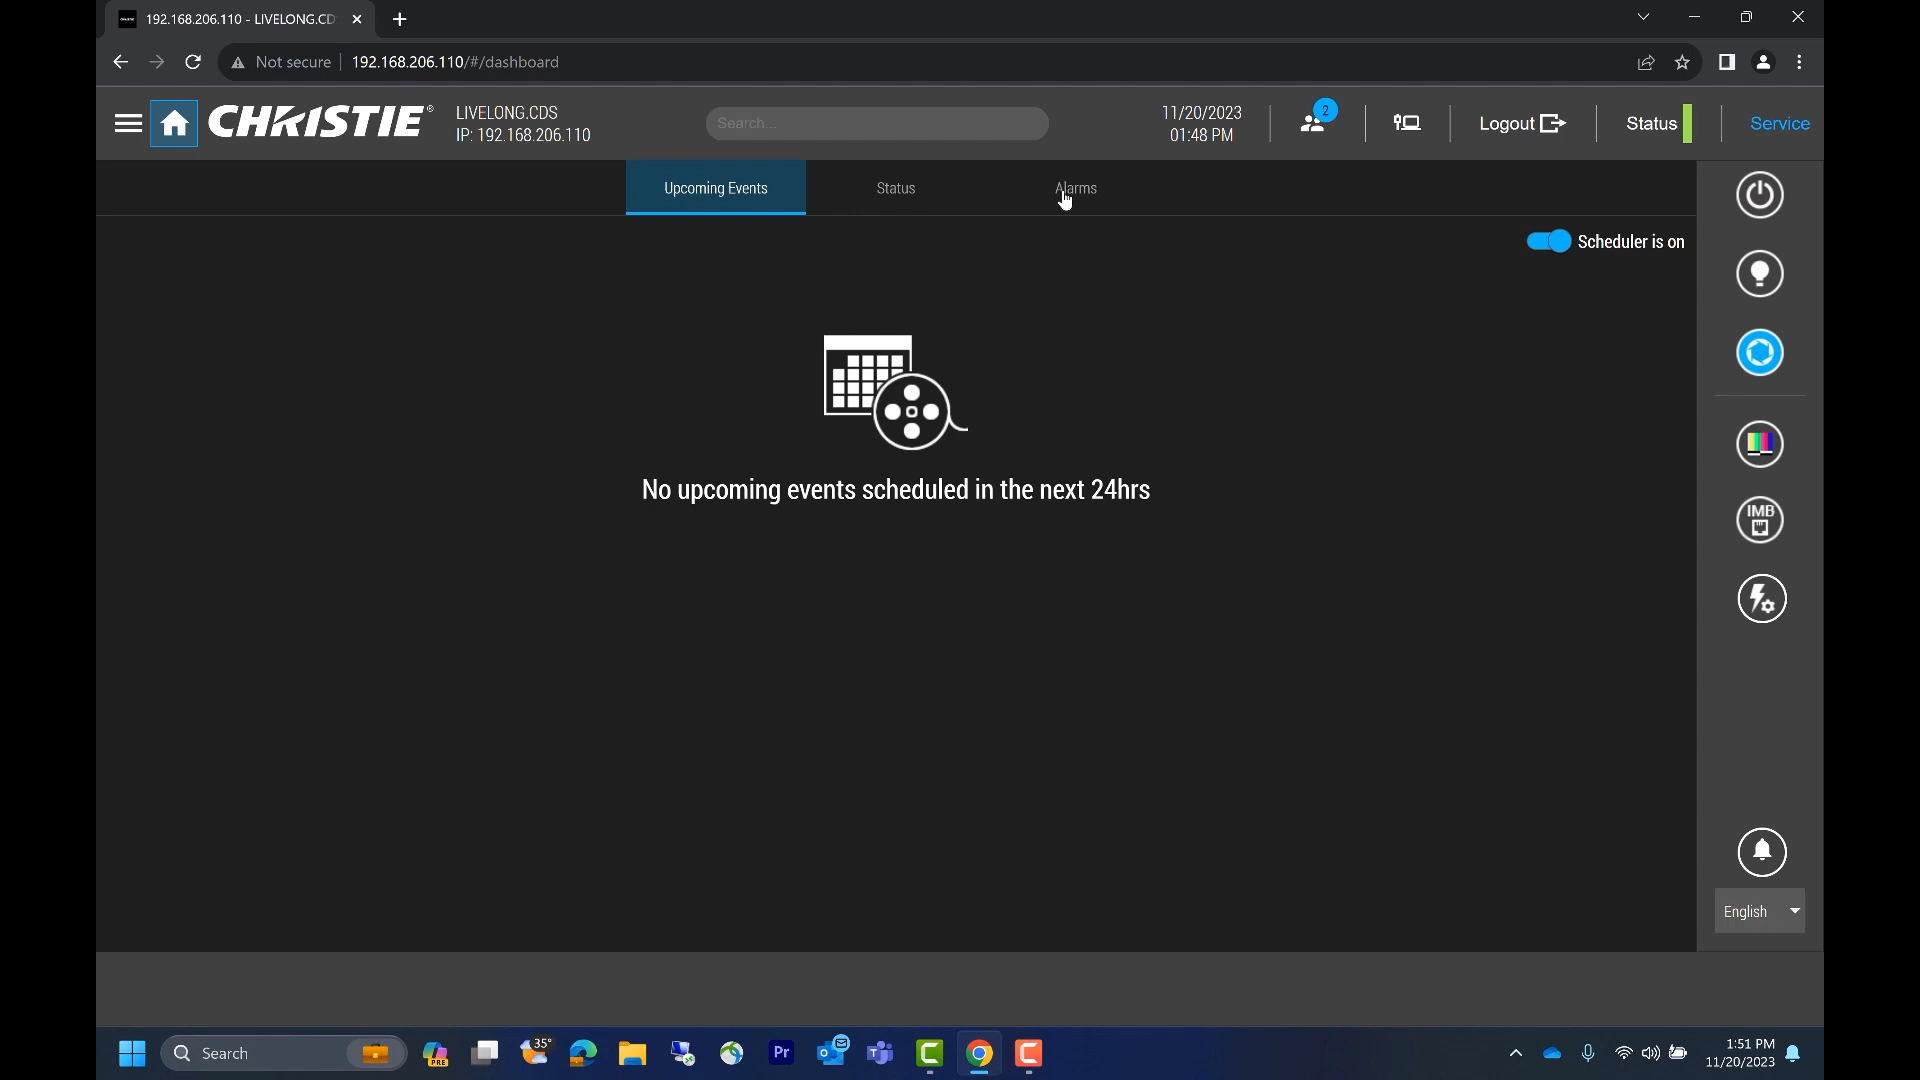 192.168.206.110 - LIVELONG.CD
Not secure
192.168.206.110/#/dashboard
CHRISTIE®
LIVELONG.CDS
IP: 192.168.206.110
Search...
11/20/2023
01:48 PM
2
Logout
Status
Service
Upcoming Events
Status
Alarms
Scheduler is on
No upcoming events scheduled in the next 24hrs
IMB
English
Search
PRE
35°
Pr
1:51 PM
11/20/2023